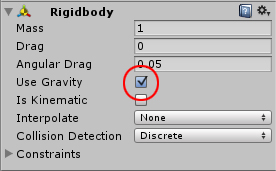 Rigidbody
Mass 1
Drag 0
Angular Drag 0.05
Use Gravity
Is Kinematic
Interpolate None
Collision Detection Discrete
Constraints